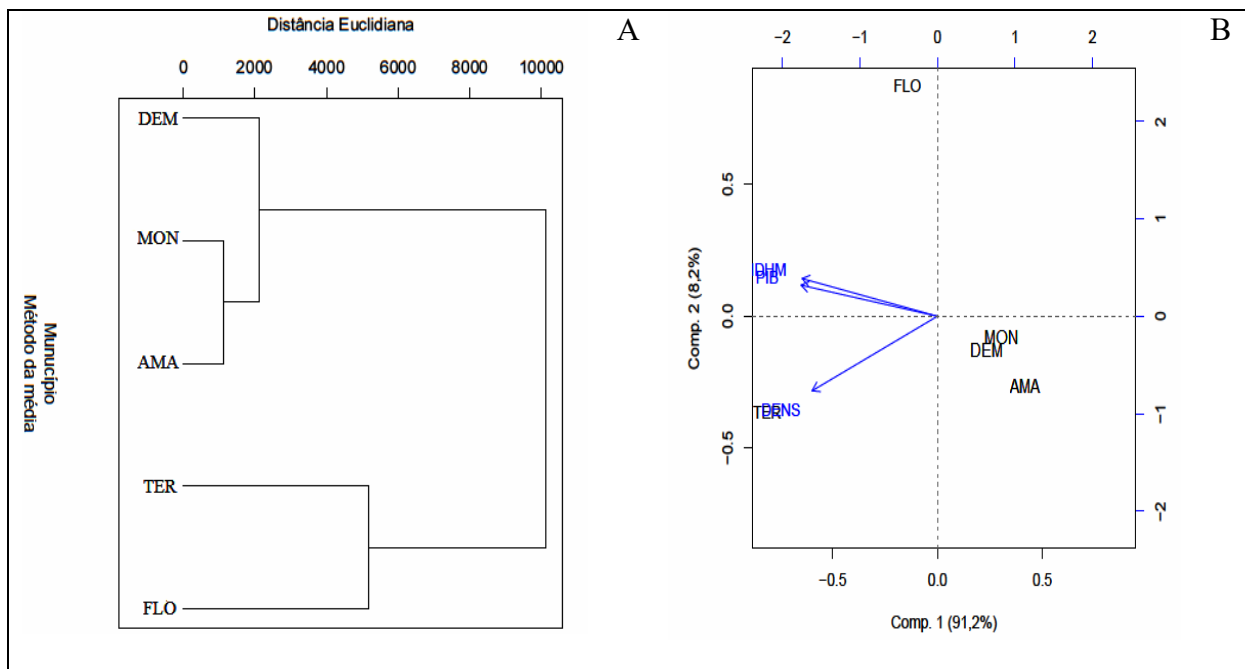 Distância Euclidiana
A
0 2000 4000 6000 8000 10000
DEM
MON
AMA
TER
FLO
Munucípio
Método da média
B
−2 −1 0 1 2
FLO
IDHM
PIB
MON
DEM
AMA
TER
DENS
2
1
0
−1
−2
0.5
0.0
−0.5
Comp. 2 (8,2%)
−0.5 0.0 0.5
Comp. 1 (91,2%)